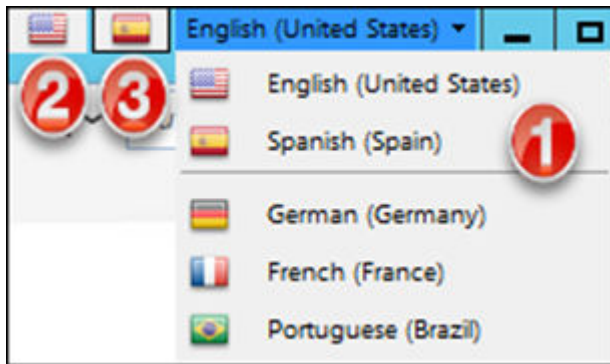 English (United States)
2
3
English (United States)
Spanish (Spain)
1
German (Germany)
French (France)
Portuguese (Brazil)